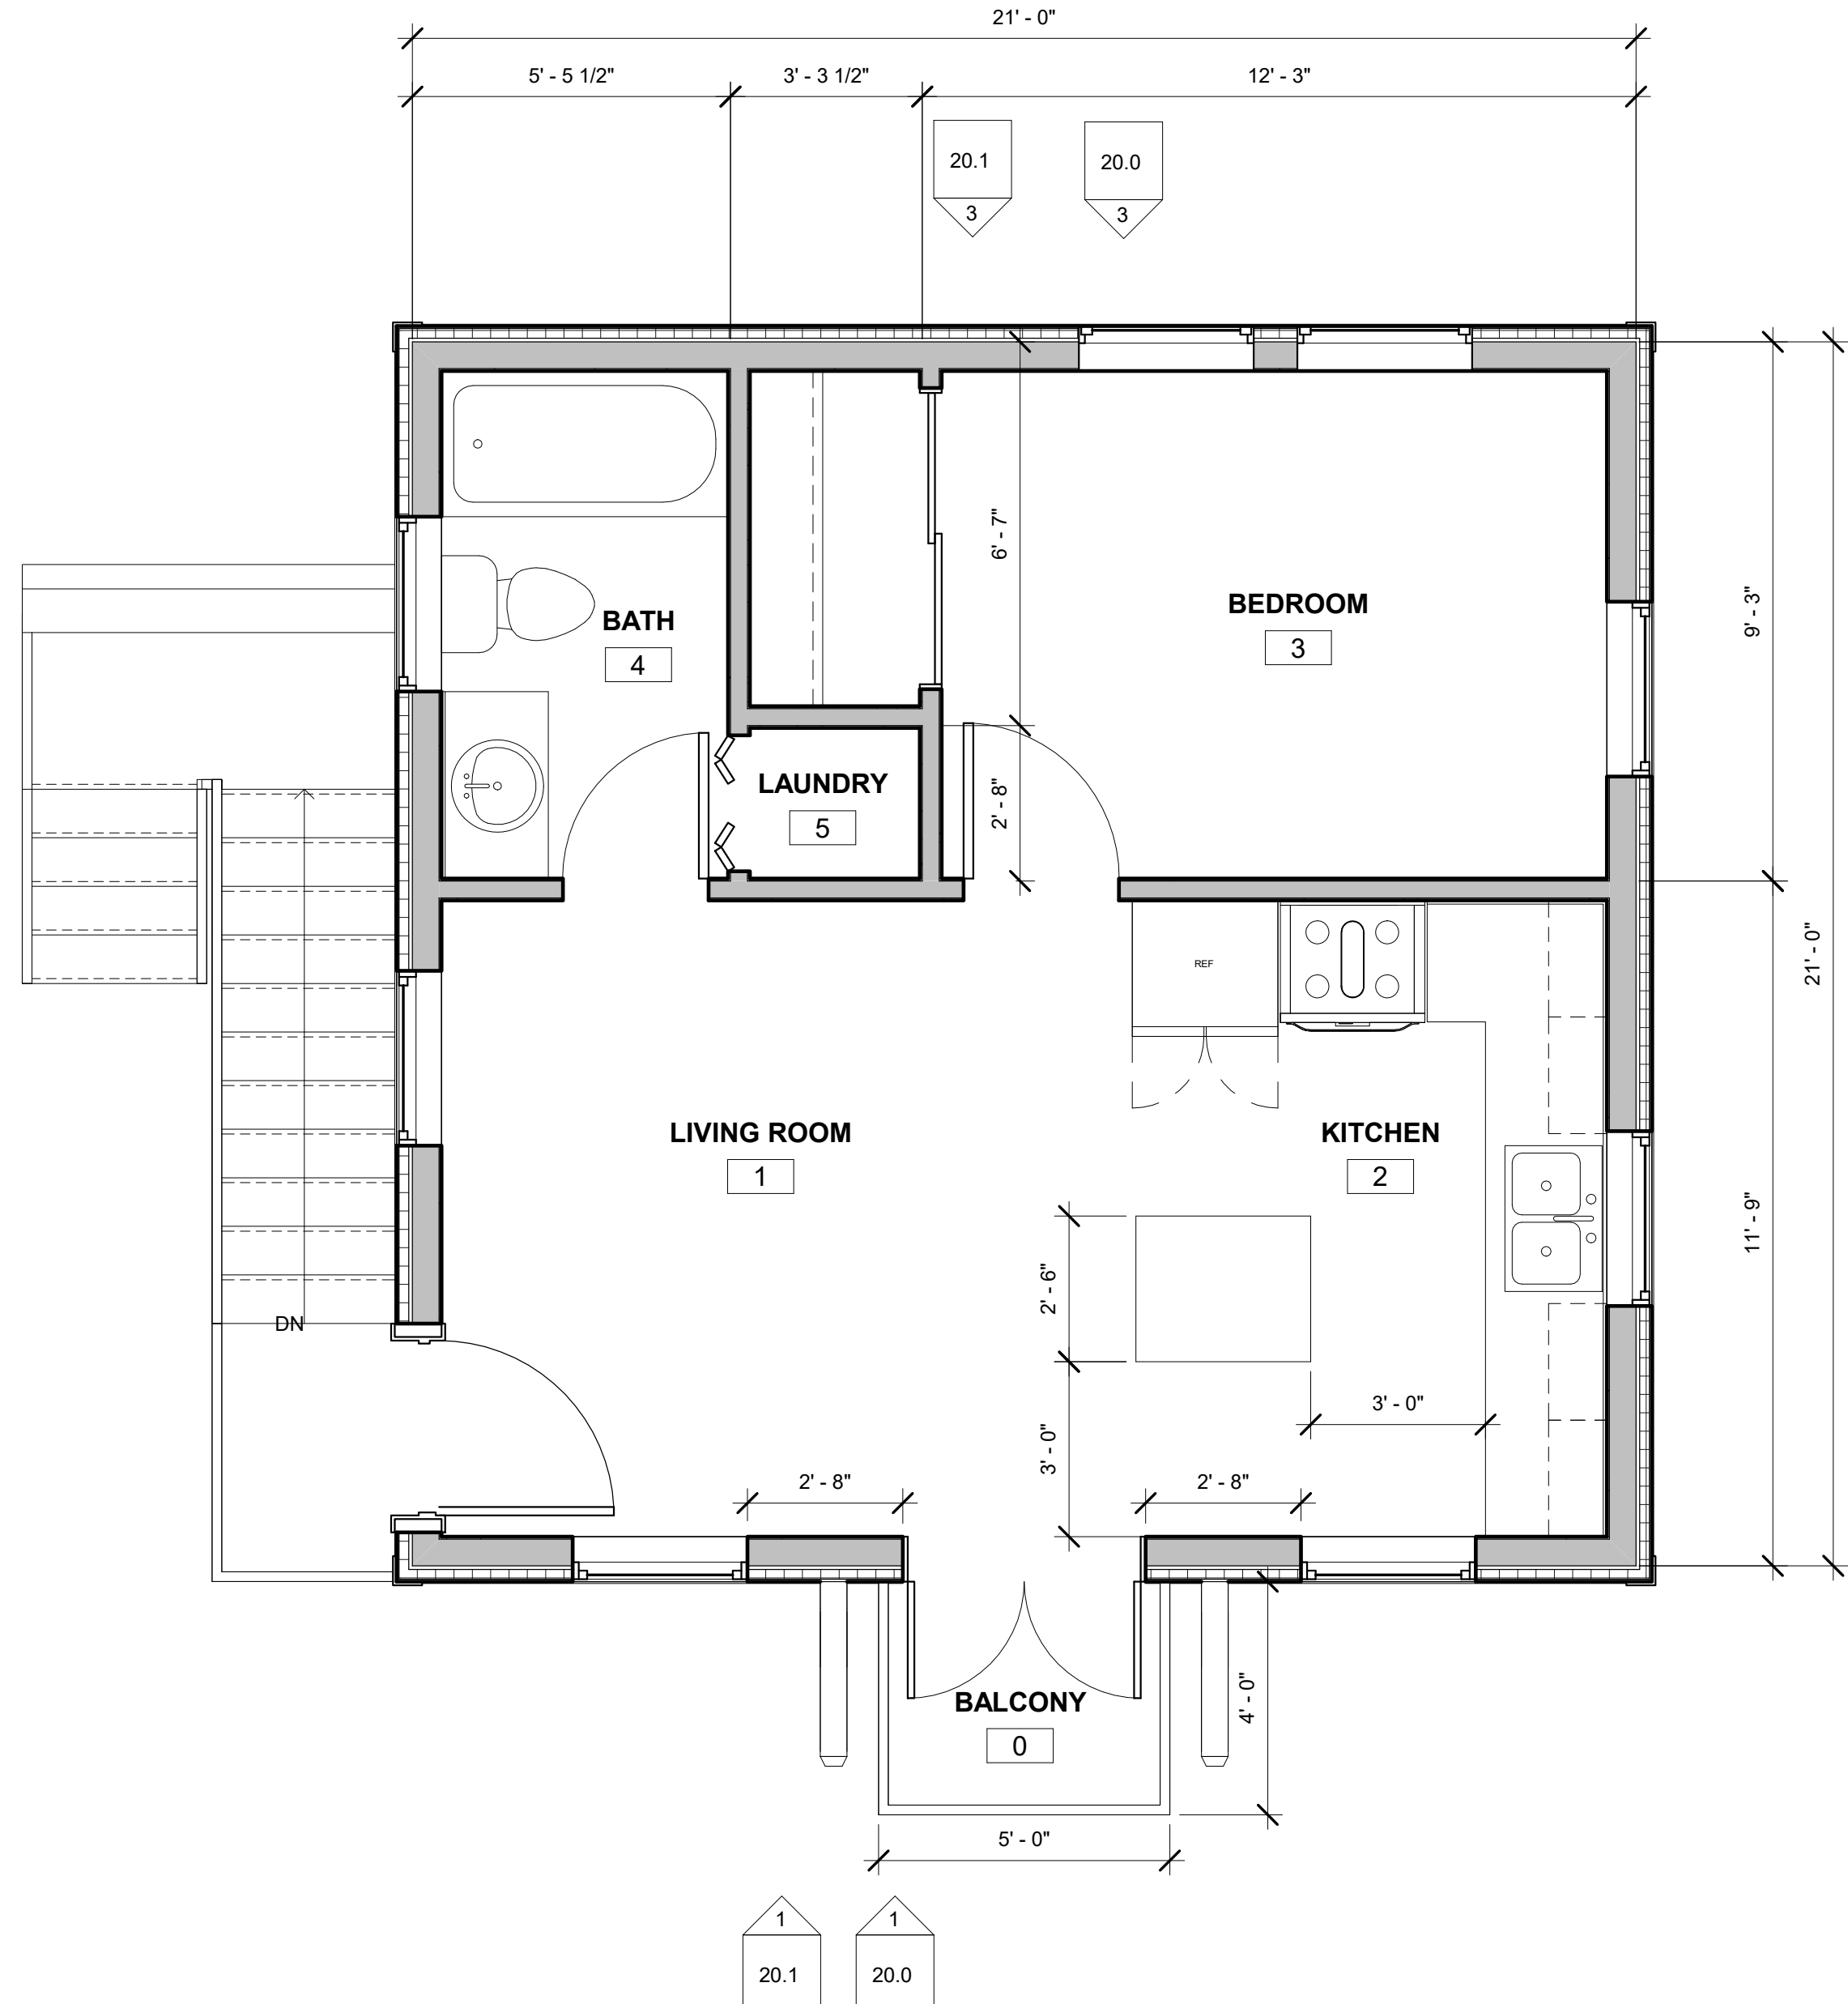 21' - 0"
5' - 5 1/2"
3' - 3 1/2"
12' - 3"
20.1
20.0
3
3
6' - 7"
9' - 3"
BEDROOM
3
BATH
4
LAUNDRY
5
2' - 8"
21' - 0"
REF
LIVING ROOM
1
KITCHEN
2
11' - 9"
2' - 6"
DN
3' - 0"
3' - 0"
2' - 8"
2' - 8"
4' - 0"
BALCONY
0
5' - 0"
1
1
20.1
20.0